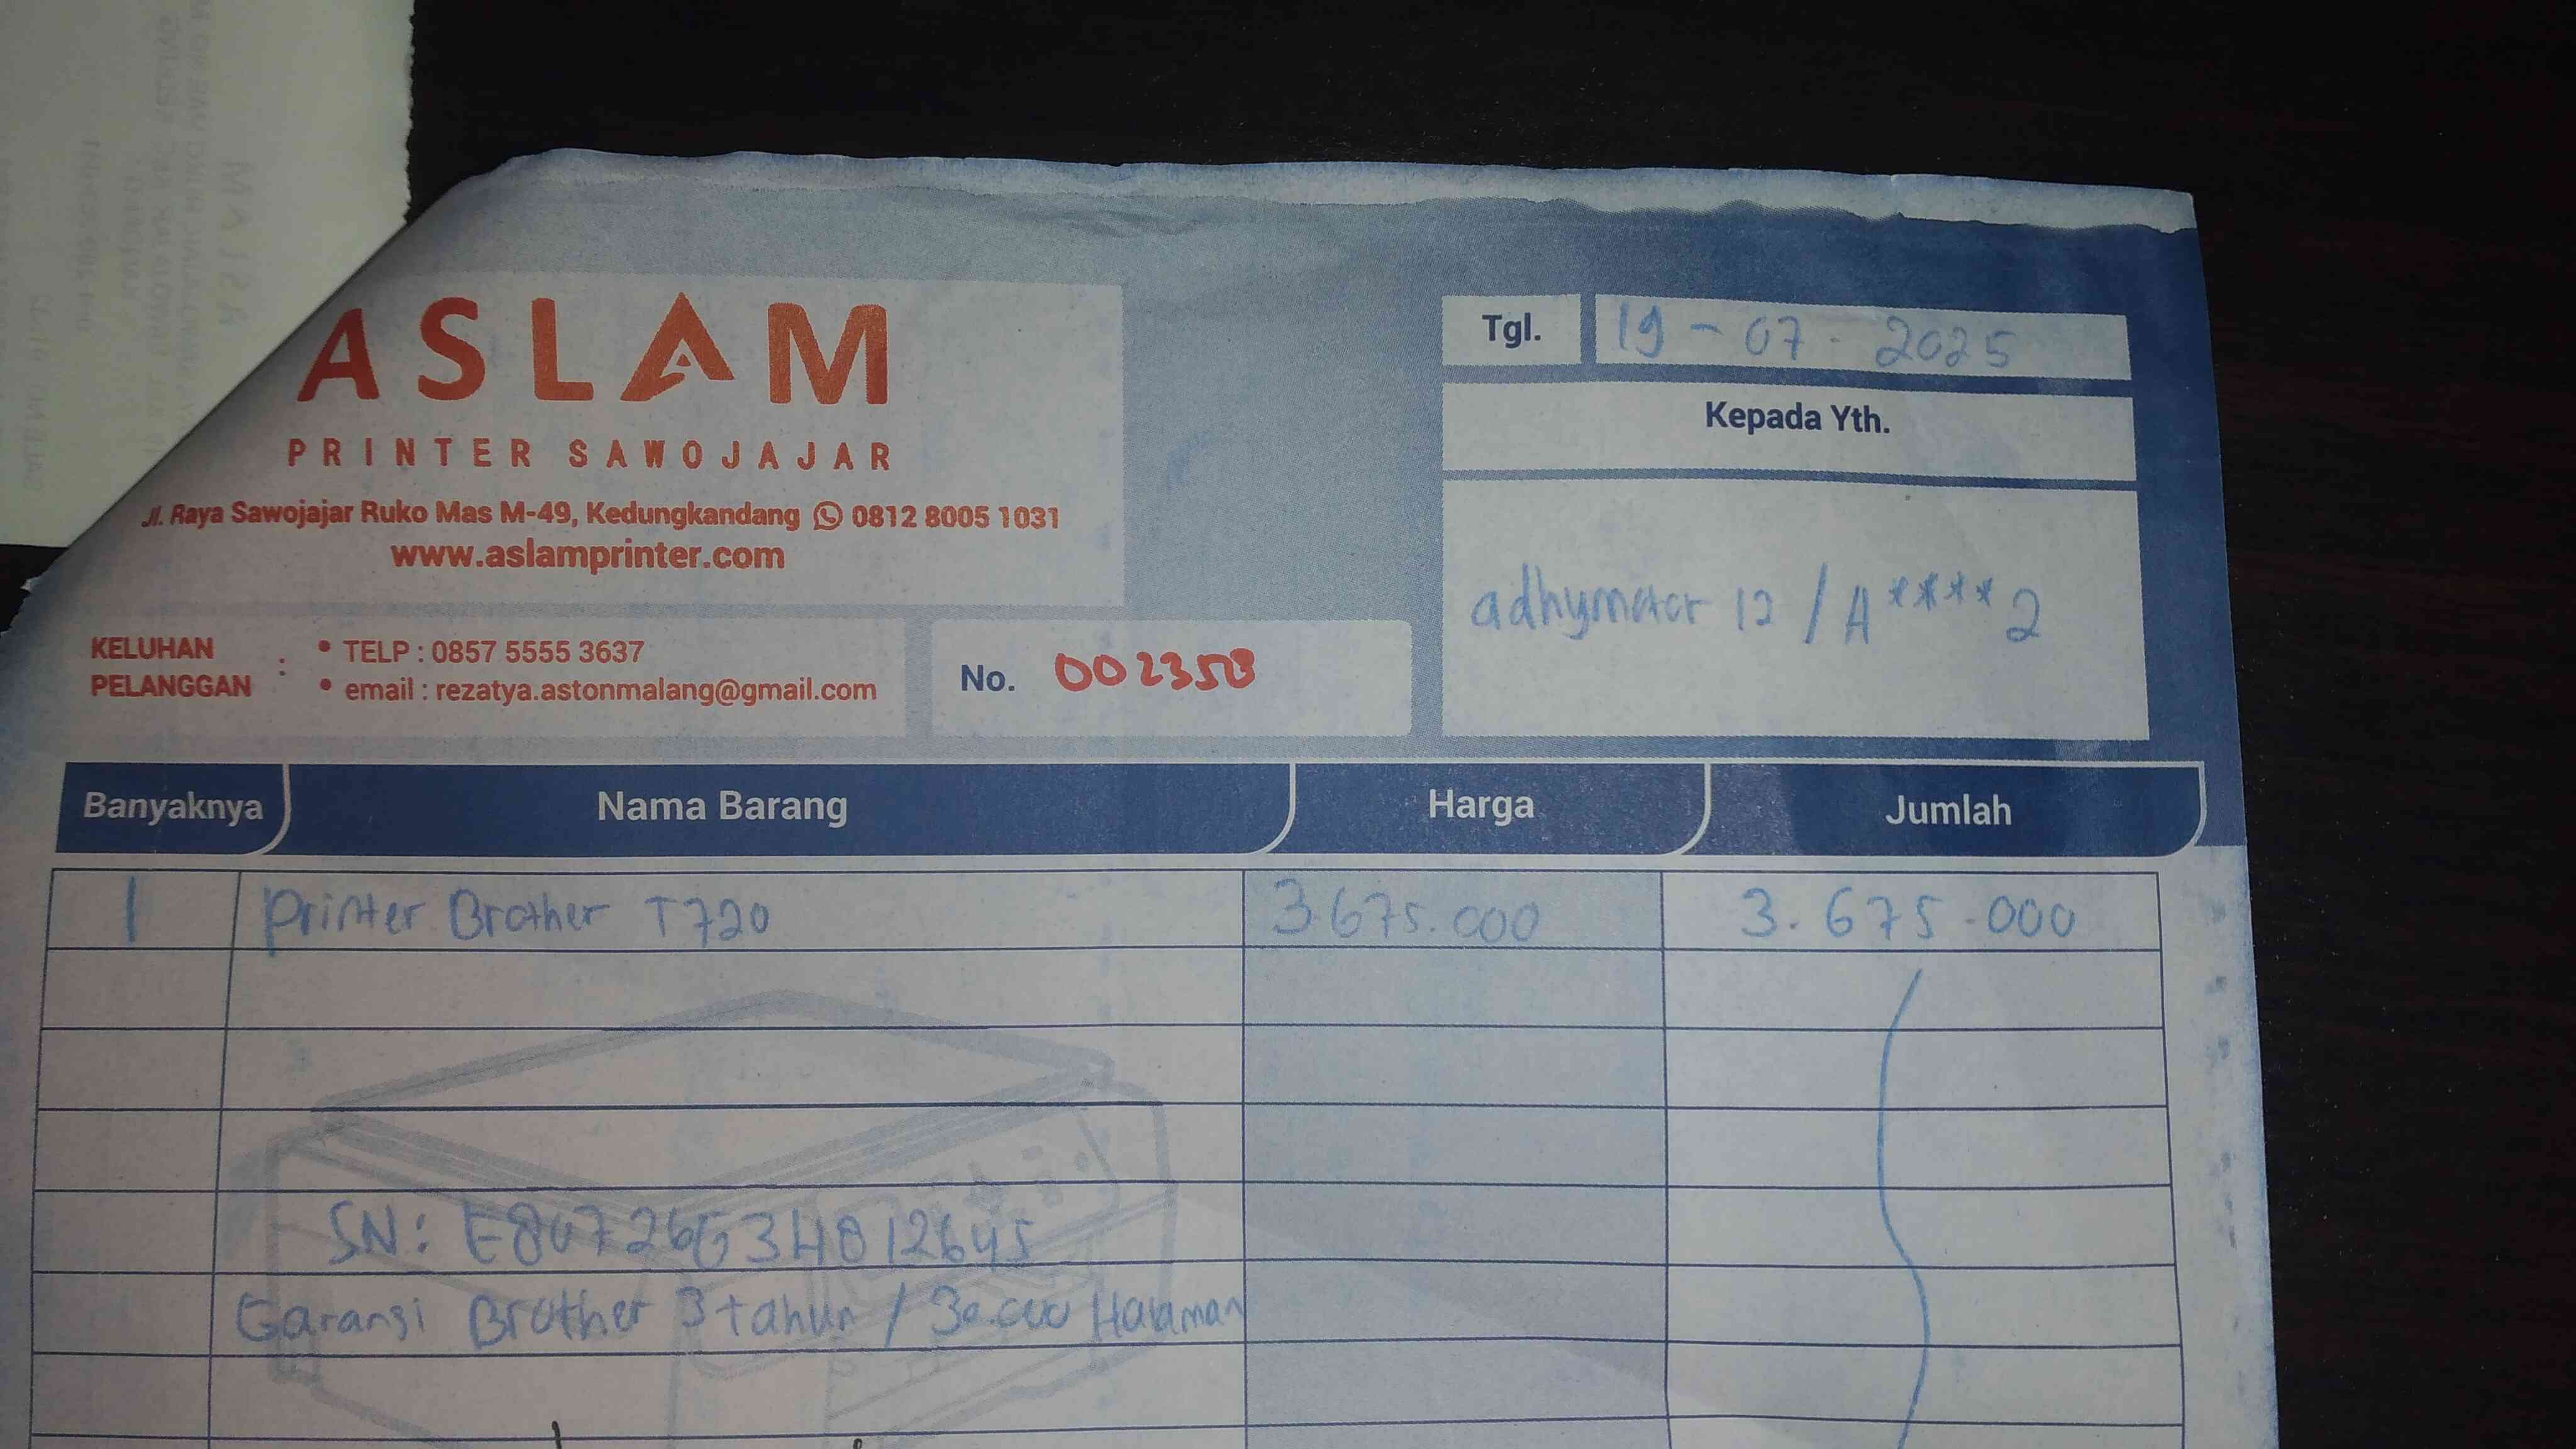 ASLAM
PRINTER SAWOJAJAR
Jl. Raya Sawojajar Ruko Mas M-49, Kedungkandang 0812 8005 1031
www.aslamprinter.com
KELUHAN PELANGGAN :
• TELP : 0857 5555 3637
• email : rezatya.astonmalang@gmail.com
No. 002358
Tgl. 19-07-2025
Kepada Yth.
adhymotor 12 / A****2
Banyaknya Nama Barang Harga Jumlah
1 Printer Brother T720 3.675.000 3.675.000
SN: E80726G3H812645
Garansi Brother 3 tahun / 30.000 Halaman